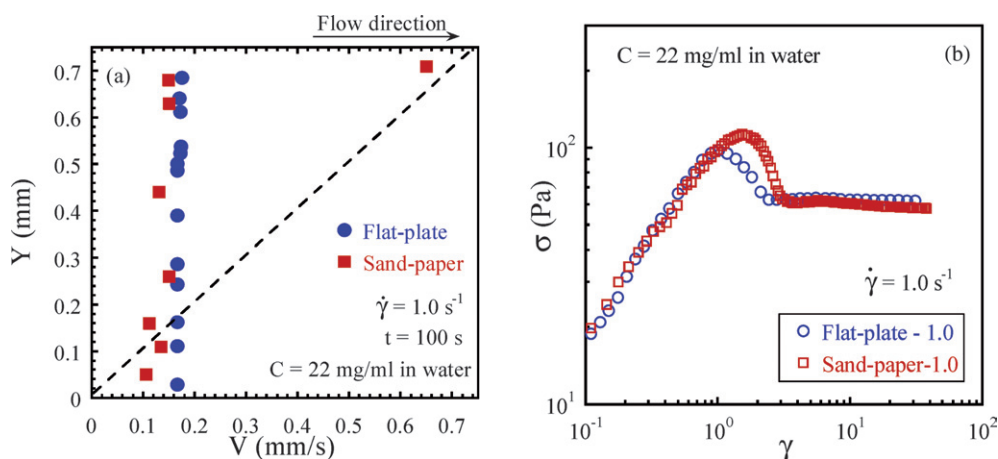 Flow direction
(a)
0.7
0.6
0.5
0.4
0.3
0.2
0.1
0
Y (mm)
Flat-plate
Sand-paper
γ̇ = 1.0 s⁻¹
t = 100 s
C = 22 mg/ml in water
0 0.1 0.2 0.3 0.4 0.5 0.6 0.7
V (mm/s)
C = 22 mg/ml in water
(b)
10²
10¹
σ (Pa)
γ̇ = 1.0 s⁻¹
Flat-plate - 1.0
Sand-paper-1.0
10⁻¹ 10⁰ 10¹ 10²
γ